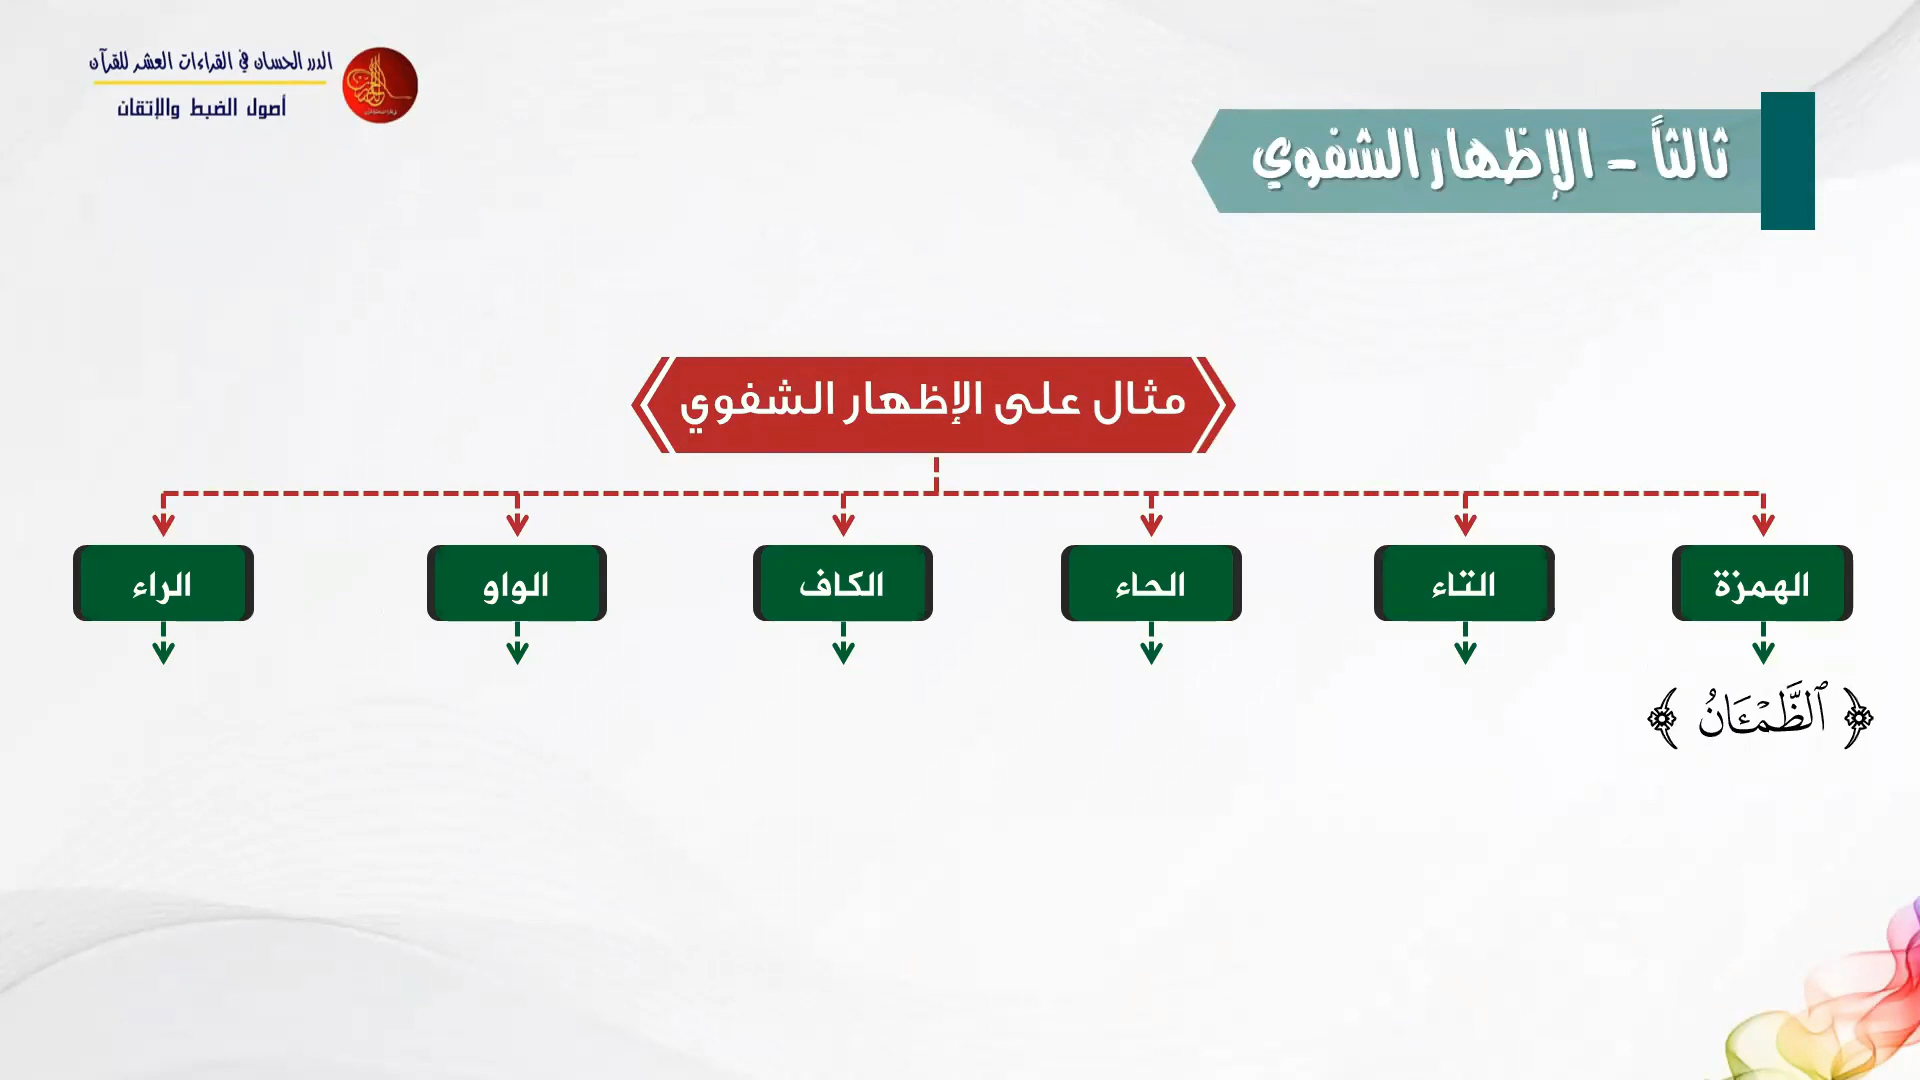 الدرر الحسان في القراءات العشر للقرآن
أصول الضبط والإتقان
ثالثاً - الإظهار الشفوي
مثال على الإظهار الشفوي
الهمزة
التاء
الحاء
الكاف
الواو
الراء
﴿ ٱلظَّمْـَٔانُ ﴾